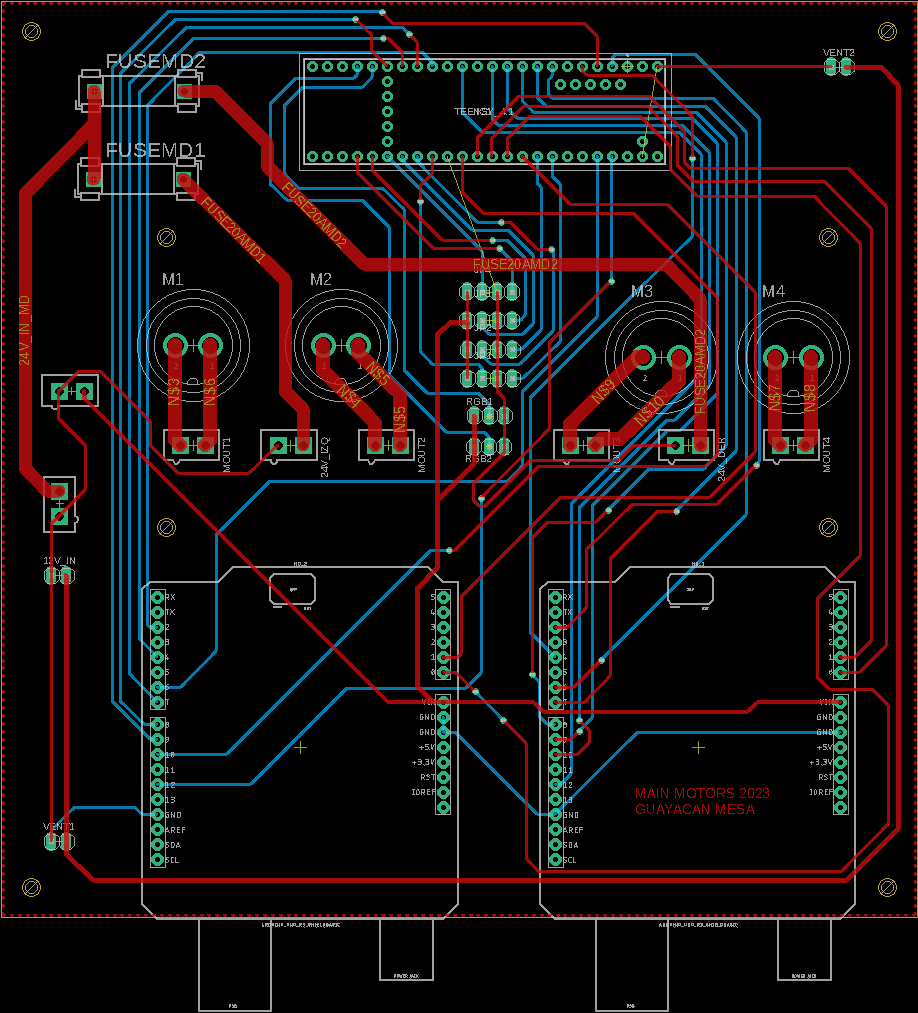 FUSEMD2
VENT2
FUSEMD1
FUSE20AMD1
FUSE20AMD2
FUSE20AMD2
M1
M2
M3
M4
24V_IN_MD
N$3
N$6
N$4
N$5
N$5
N$9
N$10
FUSE20AMD2
N$7
N$8
2
1
RGB1
RGB2
MOUT1
24V_IZQ
MOUT2
24V_DER
MOUT4
12V_IN
RX
TX
2
3
4
5
6
7
8
9
10
11
12
13
GND
AREF
SDA
SCL
5
4
3
2
1
0
VIN
GND
GND
+5V
+3.3V
RST
IOREF
RX
TX
2
3
4
5
6
7
8
9
10
11
12
13
GND
AREF
SDA
SCL
5
4
3
2
1
0
VIN
GND
GND
+5V
+3.3V
RST
IOREF
VENT1
MAIN MOTORS 2023
GUAYACAN MESA
POWER JACK
POWER JACK